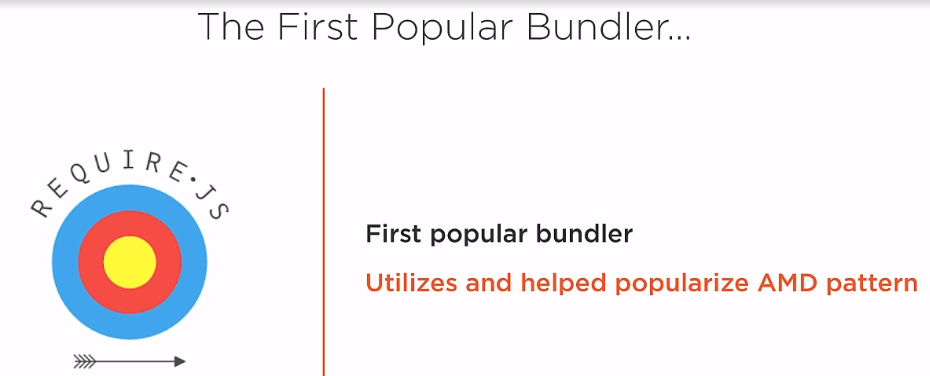 The First Popular Bundler...
REQUIRE.JS
First popular bundler
Utilizes and helped popularize AMD pattern